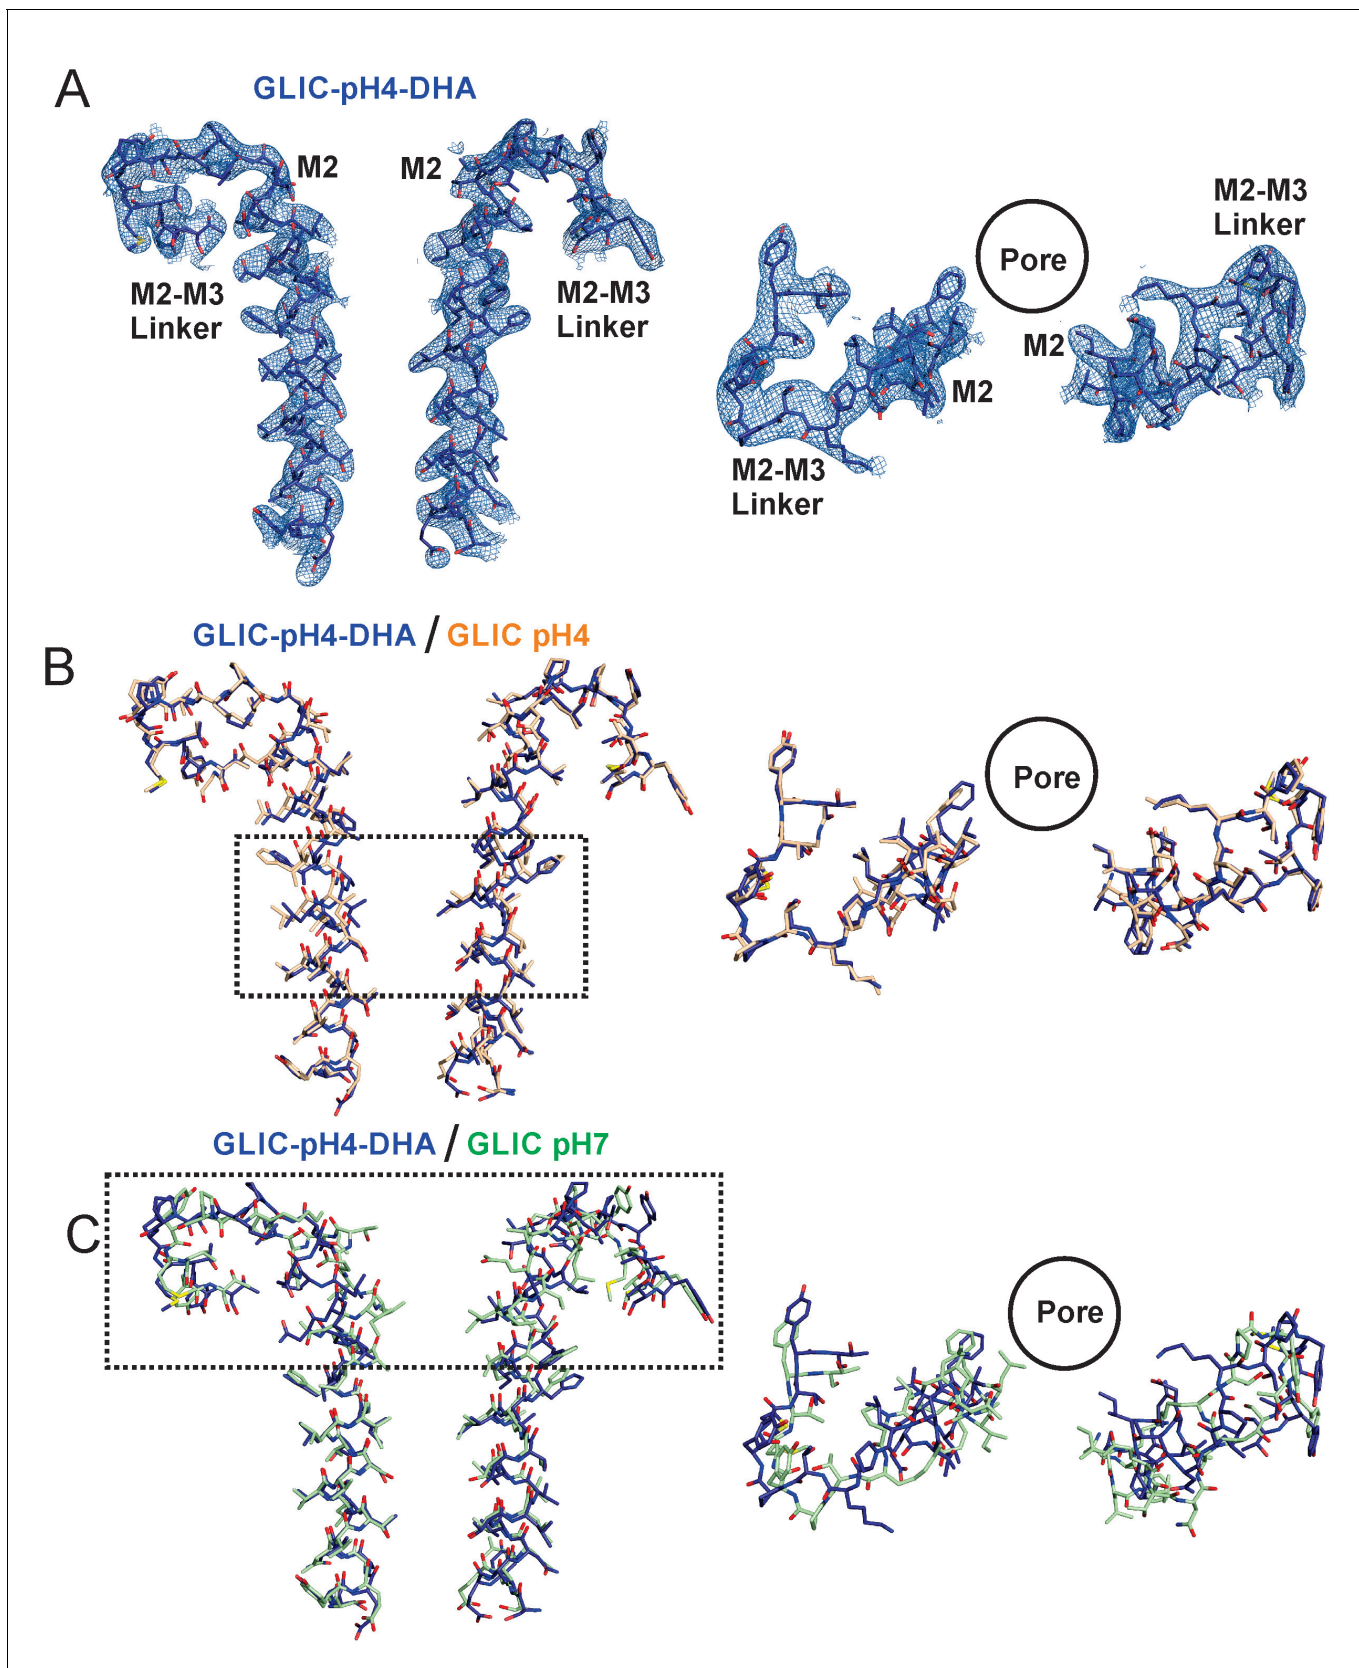 A
GLIC-pH4-DHA
M2
M2
M2-M3
Linker
M2-M3
Linker
M2-M3
Linker
Pore
M2
M2
M2-M3
Linker
B
GLIC-pH4-DHA / GLIC pH4
Pore
C
GLIC-pH4-DHA / GLIC pH7
Pore